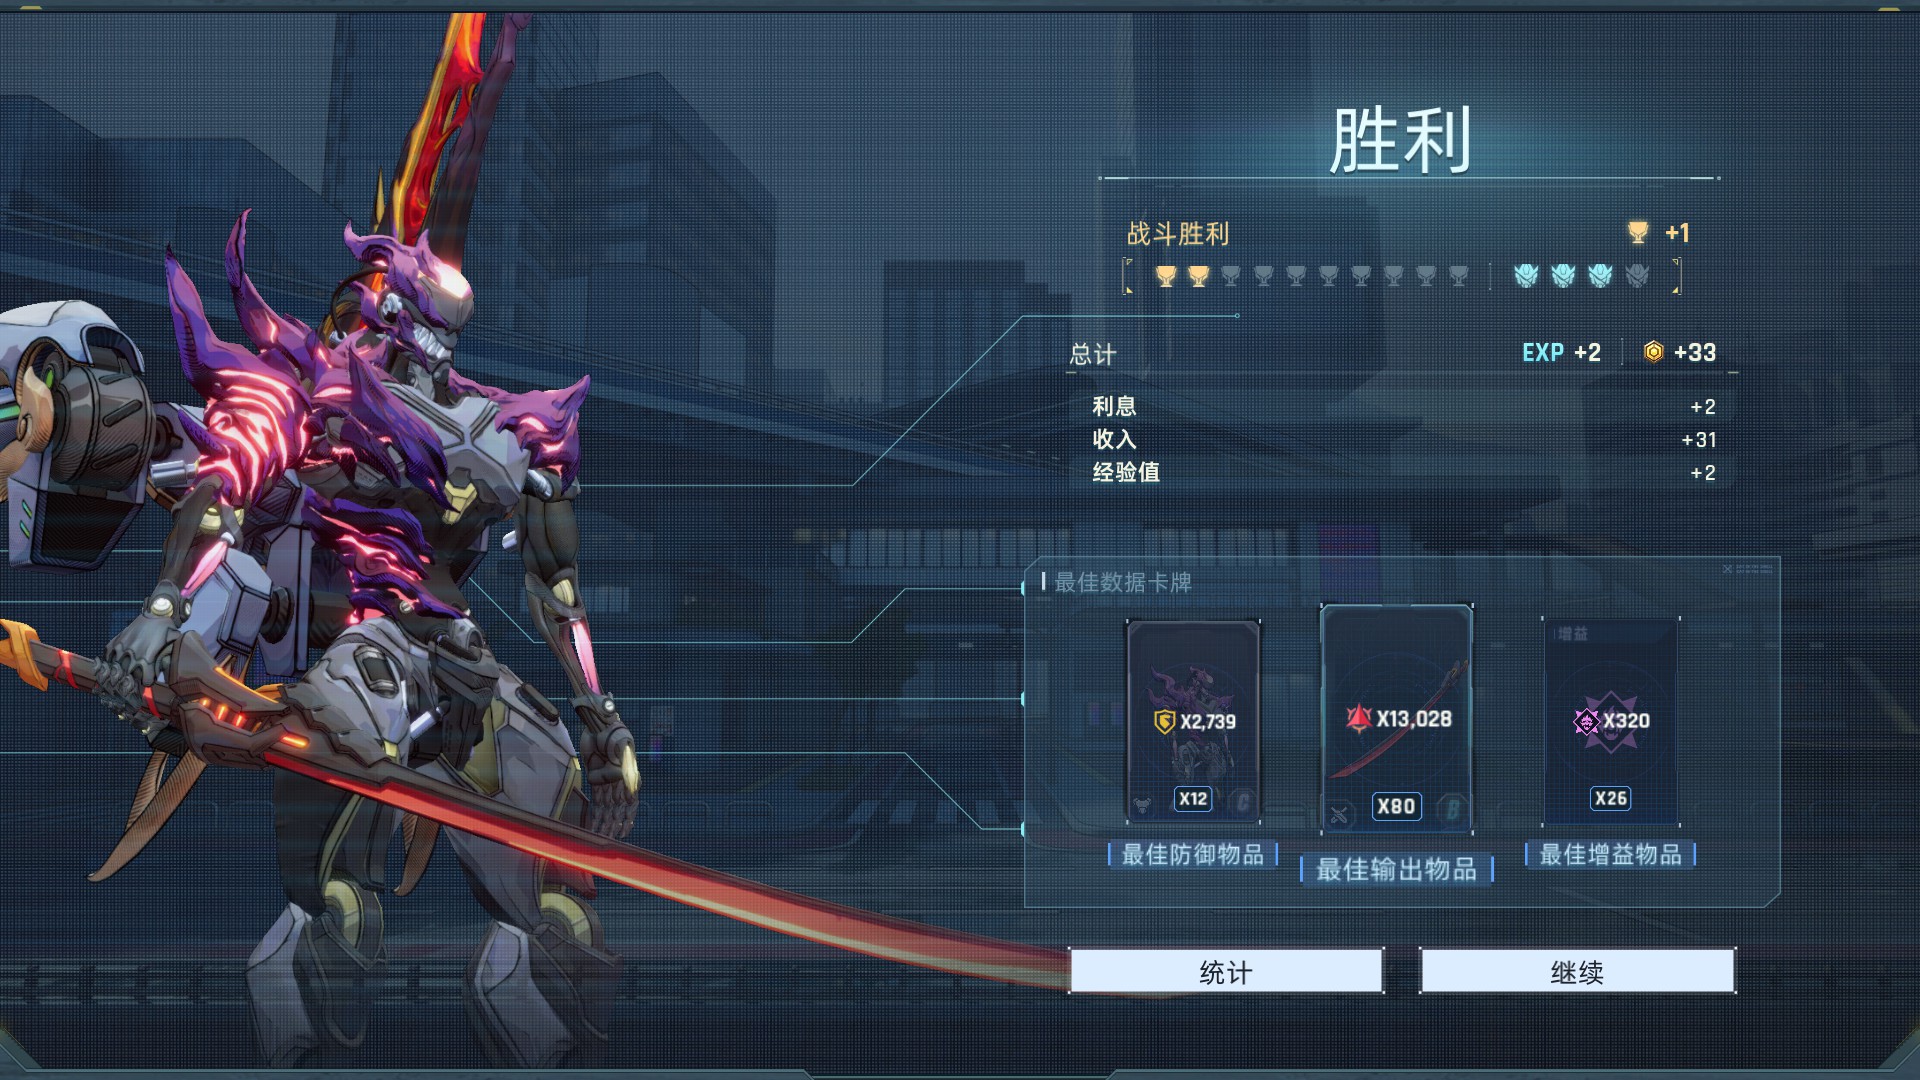 胜利
战斗胜利 +1
总计 EXP +2 +33
利息 +2
收入 +31
经验值 +2
最佳数据卡牌
增益
X2,739 X13,028 X320
X12 C X80 B X26
最佳防御物品 最佳输出物品 最佳增益物品
统计 继续